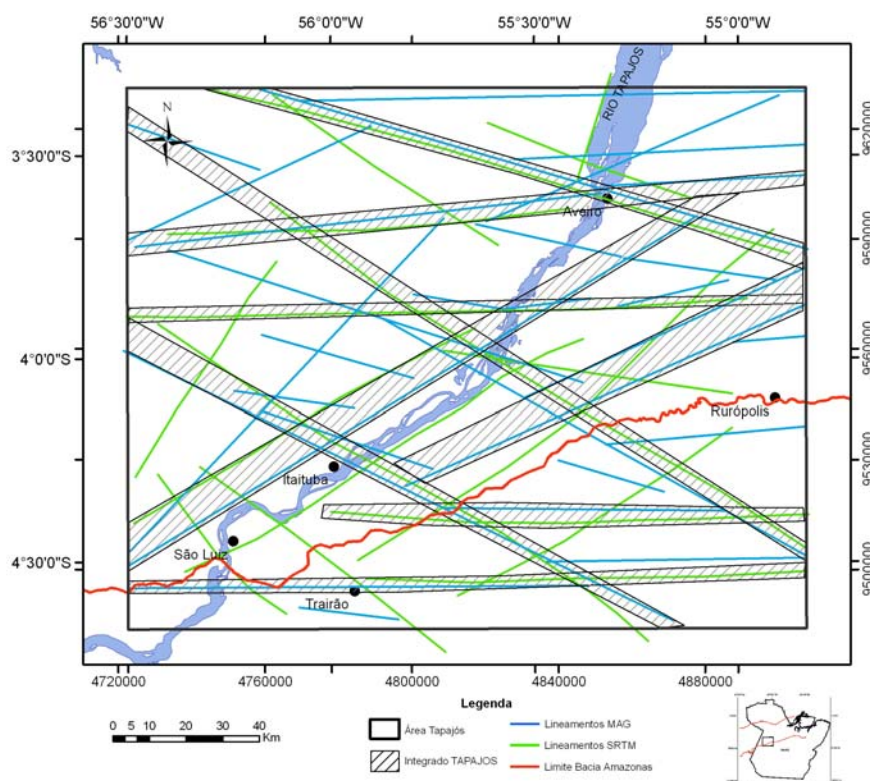 56°30'0"W 56°0'0"W 55°30'0"W 55°0'0"W
N
RIO TAPAJOS
3°30'0"S
4°0'0"S
4°30'0"S
9620000
9590000
9560000
9530000
9500000
Aveiro
Rurópolis
Itaituba
São Luiz
Trairão
4720000 4760000 4800000 4840000 4880000
Legenda
0 5 10 20 30 40
Km
Área Tapajós
Integrado TAPAJOS
Lineamentos MAG
Lineamentos SRTM
Limite Bacia Amazonas